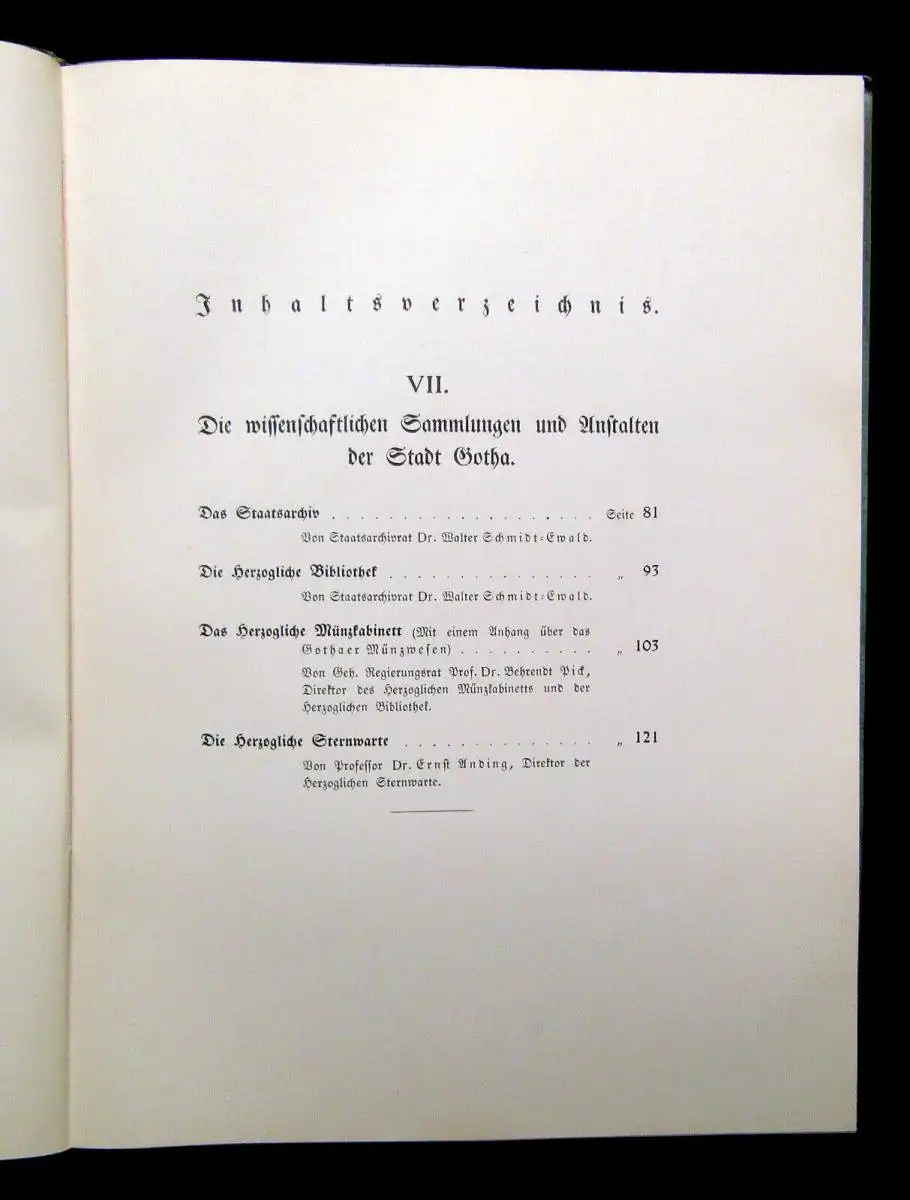 Inhaltsverzeichnis.
VII.
Die wissenschaftlichen Sammlungen und Anstalten
der Stadt Gotha.
Das Staatsarchiv . . . . . . . . . . . . . . . . . . . Seite 81
Von Staatsarchivrat Dr. Walter Schmidt-Ewald.
Die Herzogliche Bibliothek . . . . . . . . . . . . . . . „ 93
Von Staatsarchivrat Dr. Walter Schmidt-Ewald.
Das Herzogliche Münzkabinett (Mit einem Anhang über das
Gothaer Münzwesen) . . . . . . . . . . „ 103
Von Geh. Regierungsrat Prof. Dr. Behrendt Pick,
Direktor des Herzoglichen Münzkabinetts und der
Herzoglichen Bibliothek.
Die Herzogliche Sternwarte . . . . . . . . . . . . . . „ 121
Von Professor Dr. Ernst Anding, Direktor der
Herzoglichen Sternwarte.